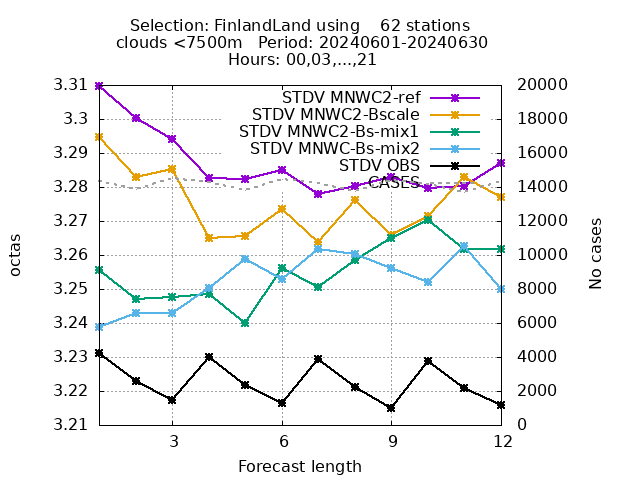 Selection: FinlandLand using    62 stations
clouds <7500m   Period: 20240601-20240630
Hours: 00,03,...,21
STDV MNWC2-ref
STDV MNWC2-Bscale
STDV MNWC2-Bs-mix1
STDV MNWC-Bs-mix2
STDV OBS
CASES
octas
3.31
3.3
3.29
3.28
3.27
3.26
3.25
3.24
3.23
3.22
3.21
20000
18000
16000
14000
12000
10000
8000
6000
4000
2000
0
No cases
3 6 9 12
Forecast length